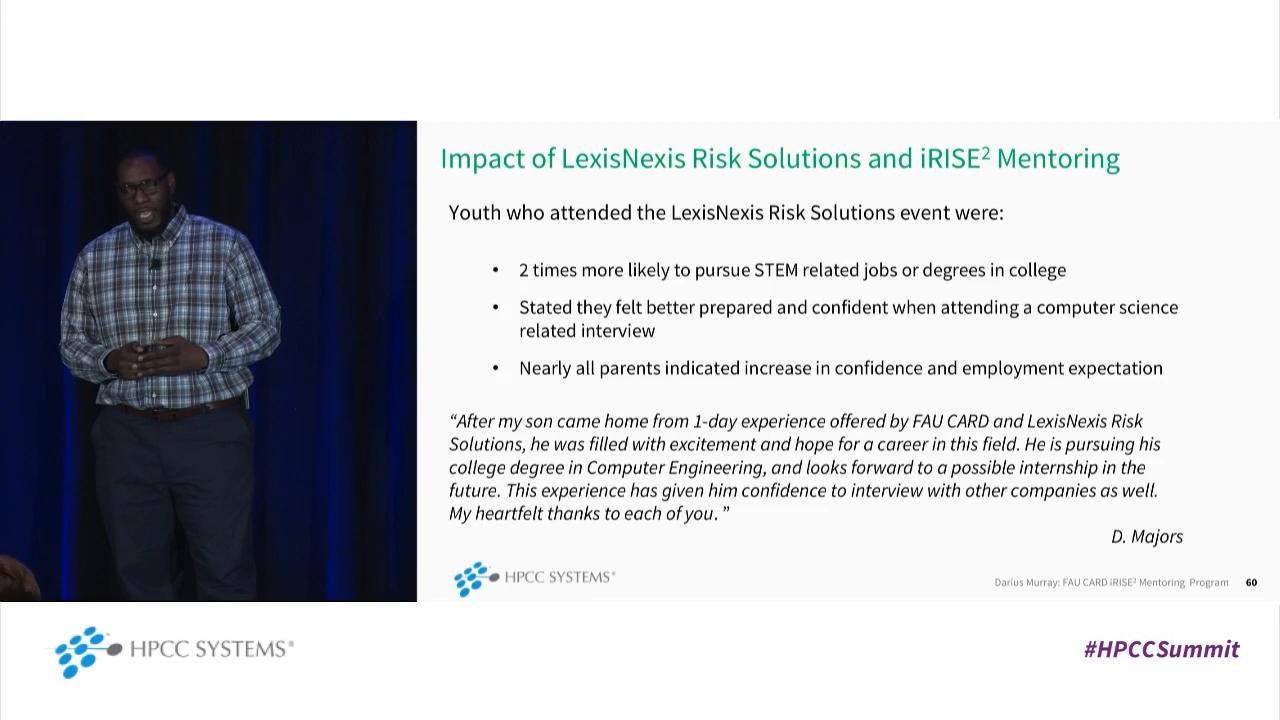 Impact of LexisNexis Risk Solutions and iRISE² Mentoring
Youth who attended the LexisNexis Risk Solutions event were:
• 2 times more likely to pursue STEM related jobs or degrees in college
• Stated they felt better prepared and confident when attending a computer science
related interview
• Nearly all parents indicated increase in confidence and employment expectation
“After my son came home from 1-day experience offered by FAU CARD and LexisNexis Risk
Solutions, he was filled with excitement and hope for a career in this field. He is pursuing his
college degree in Computer Engineering, and looks forward to a possible internship in the
future. This experience has given him confidence to interview with other companies as well.
My heartfelt thanks to each of you. ”
D. Majors
HPCC SYSTEMS®
Darius Murray: FAU CARD iRISE² Mentoring Program 60
HPCC SYSTEMS®
#HPCCSummit